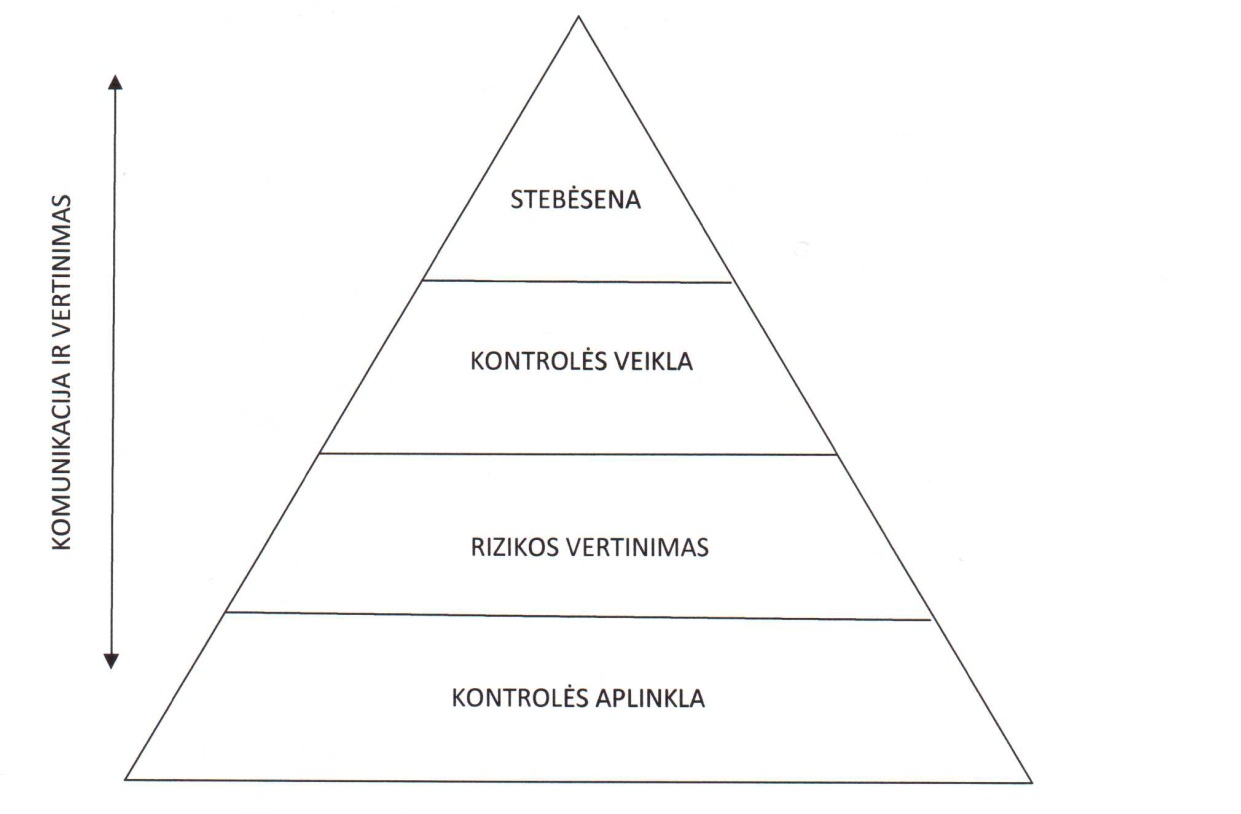 KOMUNIKACIJA IR VERTINIMAS
STEBĖSENA
KONTROLĖS VEIKLA
RIZIKOS VERTINIMAS
KONTROLĖS APLINKLA